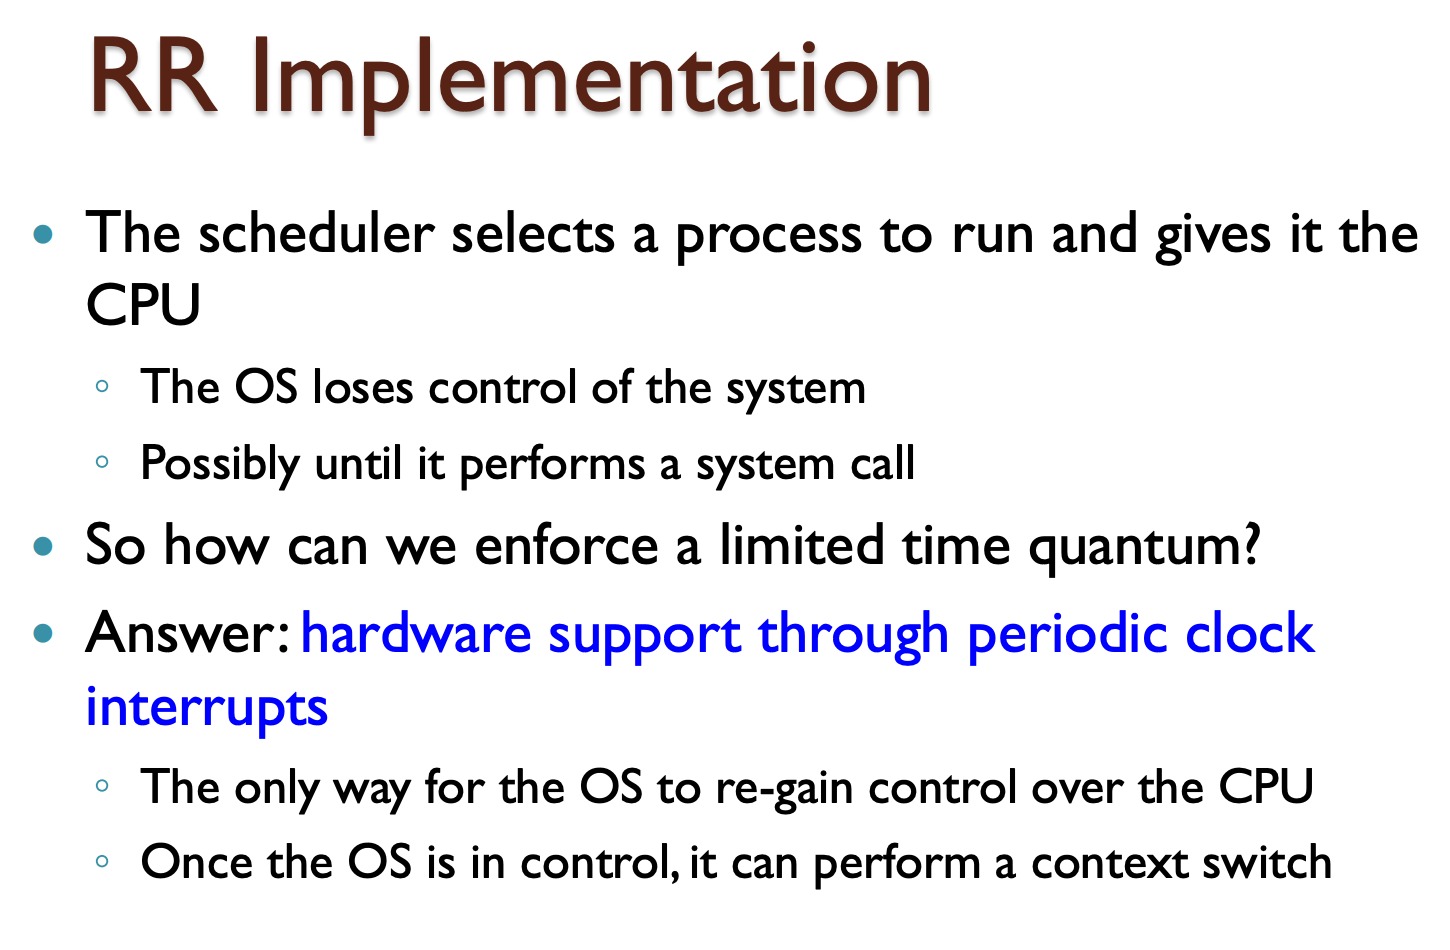 RR Implementation
• The scheduler selects a process to run and gives it the
CPU
◦ The OS loses control of the system
◦ Possibly until it performs a system call
• So how can we enforce a limited time quantum?
• Answer: hardware support through periodic clock
interrupts
◦ The only way for the OS to re-gain control over the CPU
◦ Once the OS is in control, it can perform a context switch